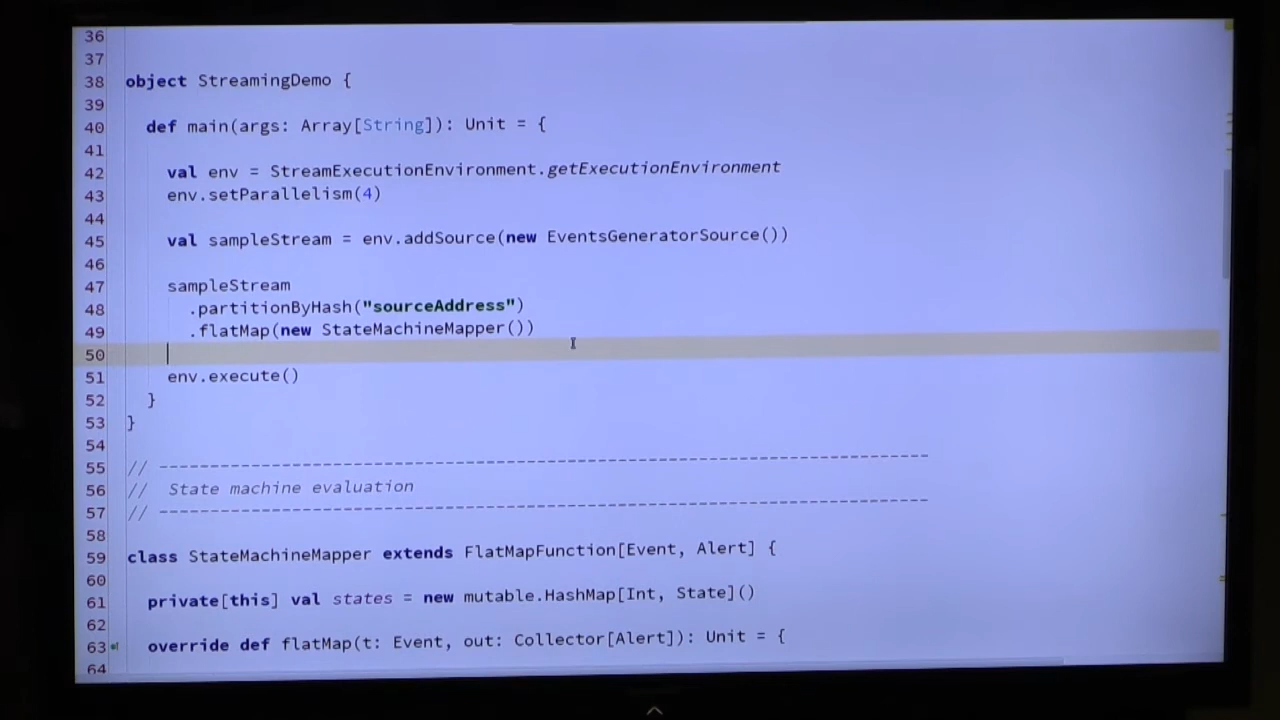 36
37
38 object StreamingDemo {
39
40 def main(args: Array[String]): Unit = {
41
42 val env = StreamExecutionEnvironment.getExecutionEnvironment
43 env.setParallelism(4)
44
45 val sampleStream = env.addSource(new EventsGeneratorSource())
46
47 sampleStream
48 .partitionByHash("sourceAddress")
49 .flatMap(new StateMachineMapper())
50
51 env.execute()
52 }
53 }
54
55 // --------------------------------------------------------------------------
56 // State machine evaluation
57 // --------------------------------------------------------------------------
58
59 class StateMachineMapper extends FlatMapFunction[Event, Alert] {
60
61 private[this] val states = new mutable.HashMap[Int, State]()
62
63 override def flatMap(t: Event, out: Collector[Alert]): Unit = {
64